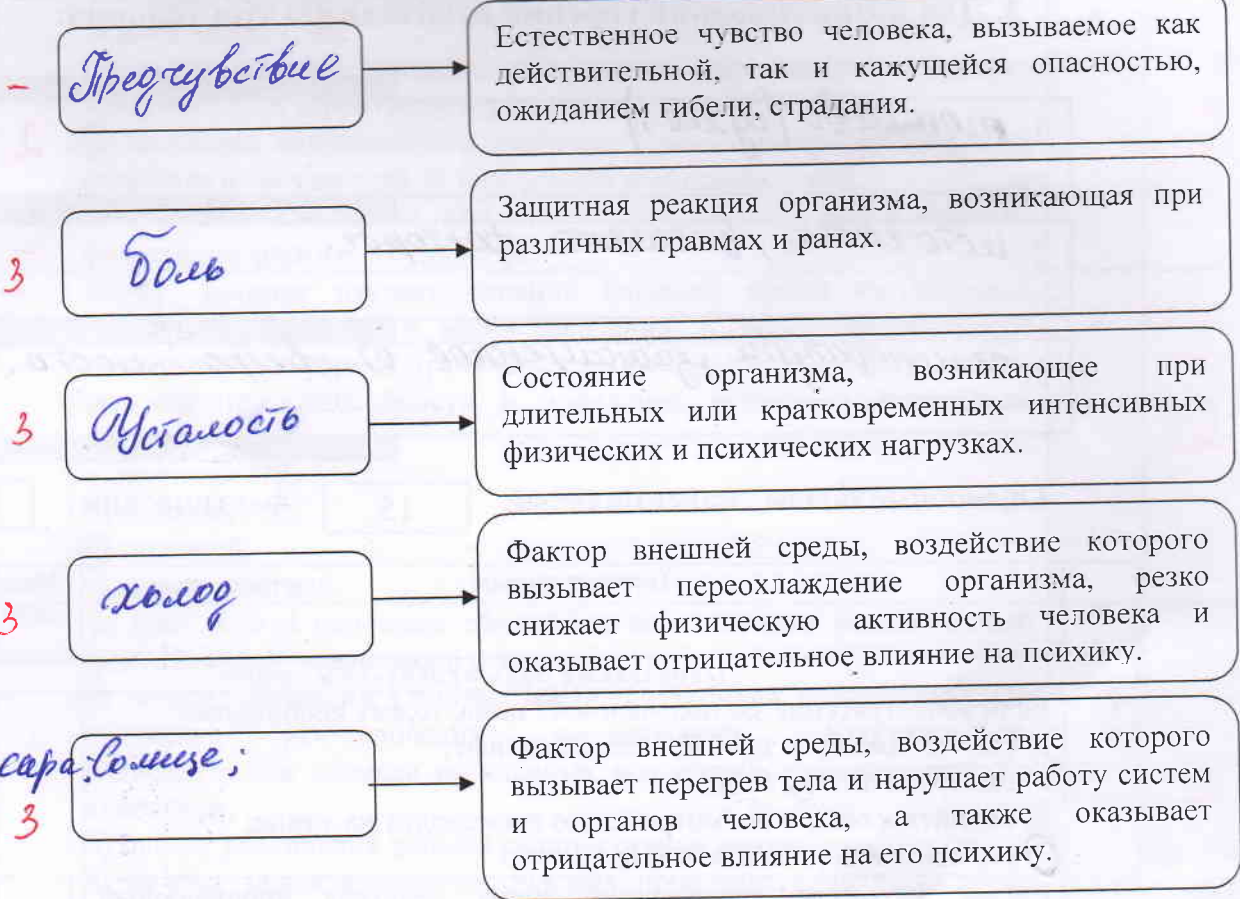 Предчувствие
Естественное чувство человека, вызываемое как
действительной, так и кажущейся опасностью,
ожиданием гибели, страдания.
-
Боль
Защитная реакция организма, возникающая при
различных травмах и ранах.
3
Усталость
Состояние организма, возникающее при
длительных или кратковременных интенсивных
физических и психических нагрузках.
3
холод
Фактор внешней среды, воздействие которого
вызывает переохлаждение организма, резко
снижает физическую активность человека и
оказывает отрицательное влияние на психику.
3
Солнце;
Фактор внешней среды, воздействие которого
вызывает перегрев тела и нарушает работу систем
и органов человека, а также оказывает
отрицательное влияние на его психику.
3